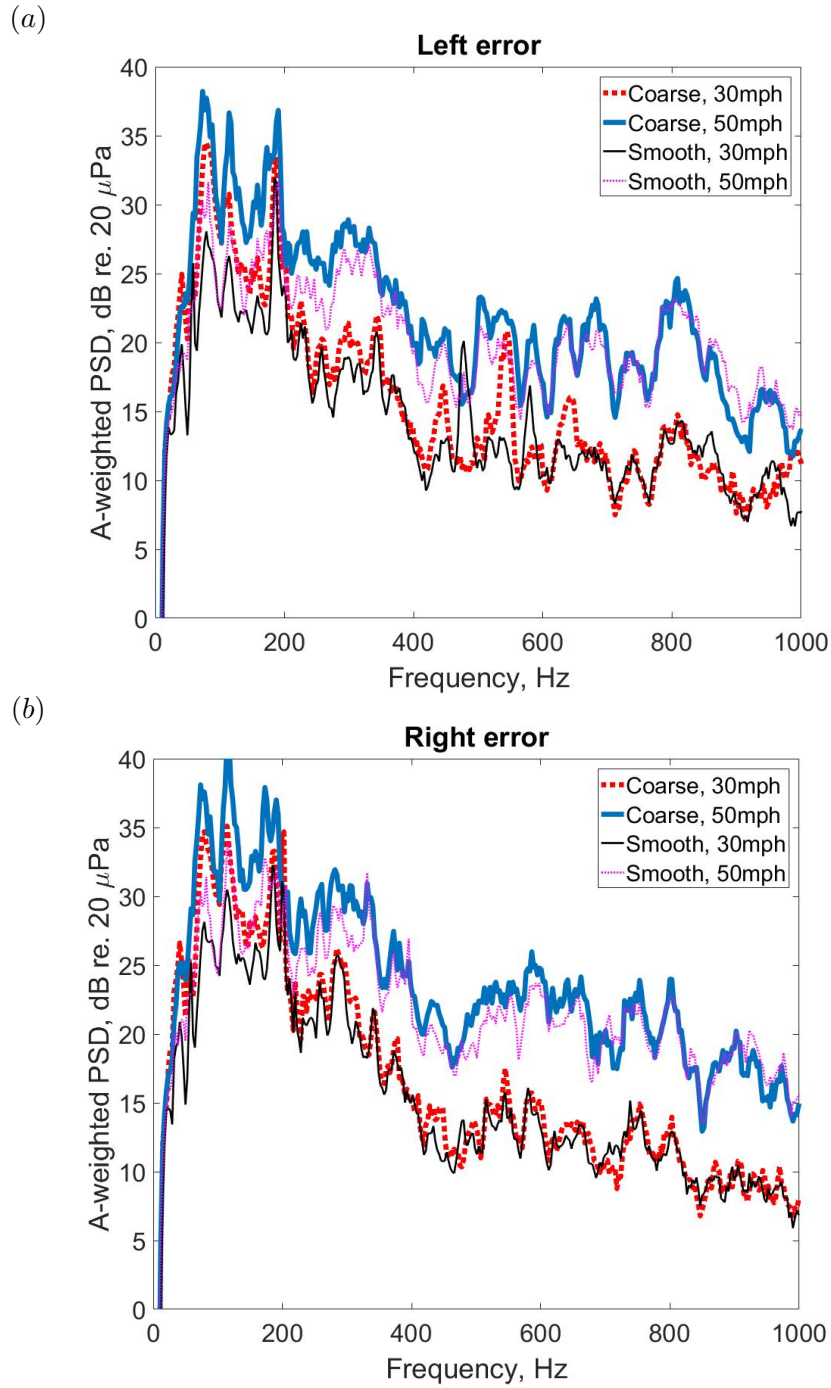 (a)
Left error
A-weighted PSD, dB re. 20 μPa
40
35
30
25
20
15
10
5
0
Coarse, 30mph
Coarse, 50mph
Smooth, 30mph
Smooth, 50mph
0 200 400 600 800 1000
Frequency, Hz
(b)
Right error
A-weighted PSD, dB re. 20 μPa
40
35
30
25
20
15
10
5
0
Coarse, 30mph
Coarse, 50mph
Smooth, 30mph
Smooth, 50mph
0 200 400 600 800 1000
Frequency, Hz